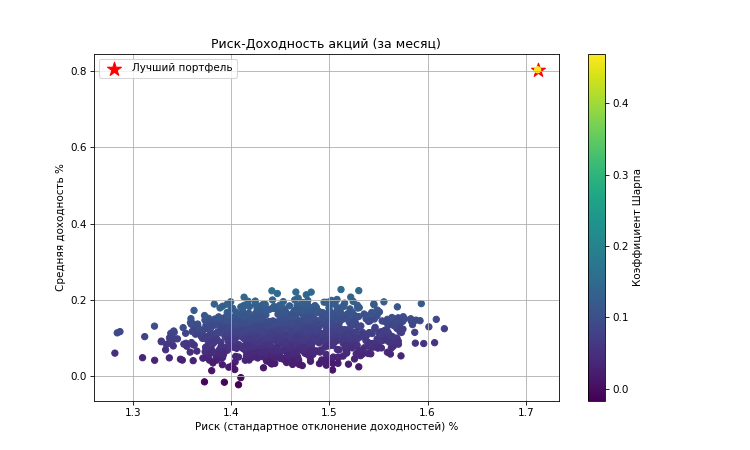 Риск-Доходность акций (за месяц)
Лучший портфель
0.8
0.6
0.4
0.2
0.0
Средняя доходность %
1.3 1.4 1.5 1.6 1.7
Риск (стандартное отклонение доходностей) %
0.4
0.3
0.2
0.1
0.0
Коэффициент Шарпа